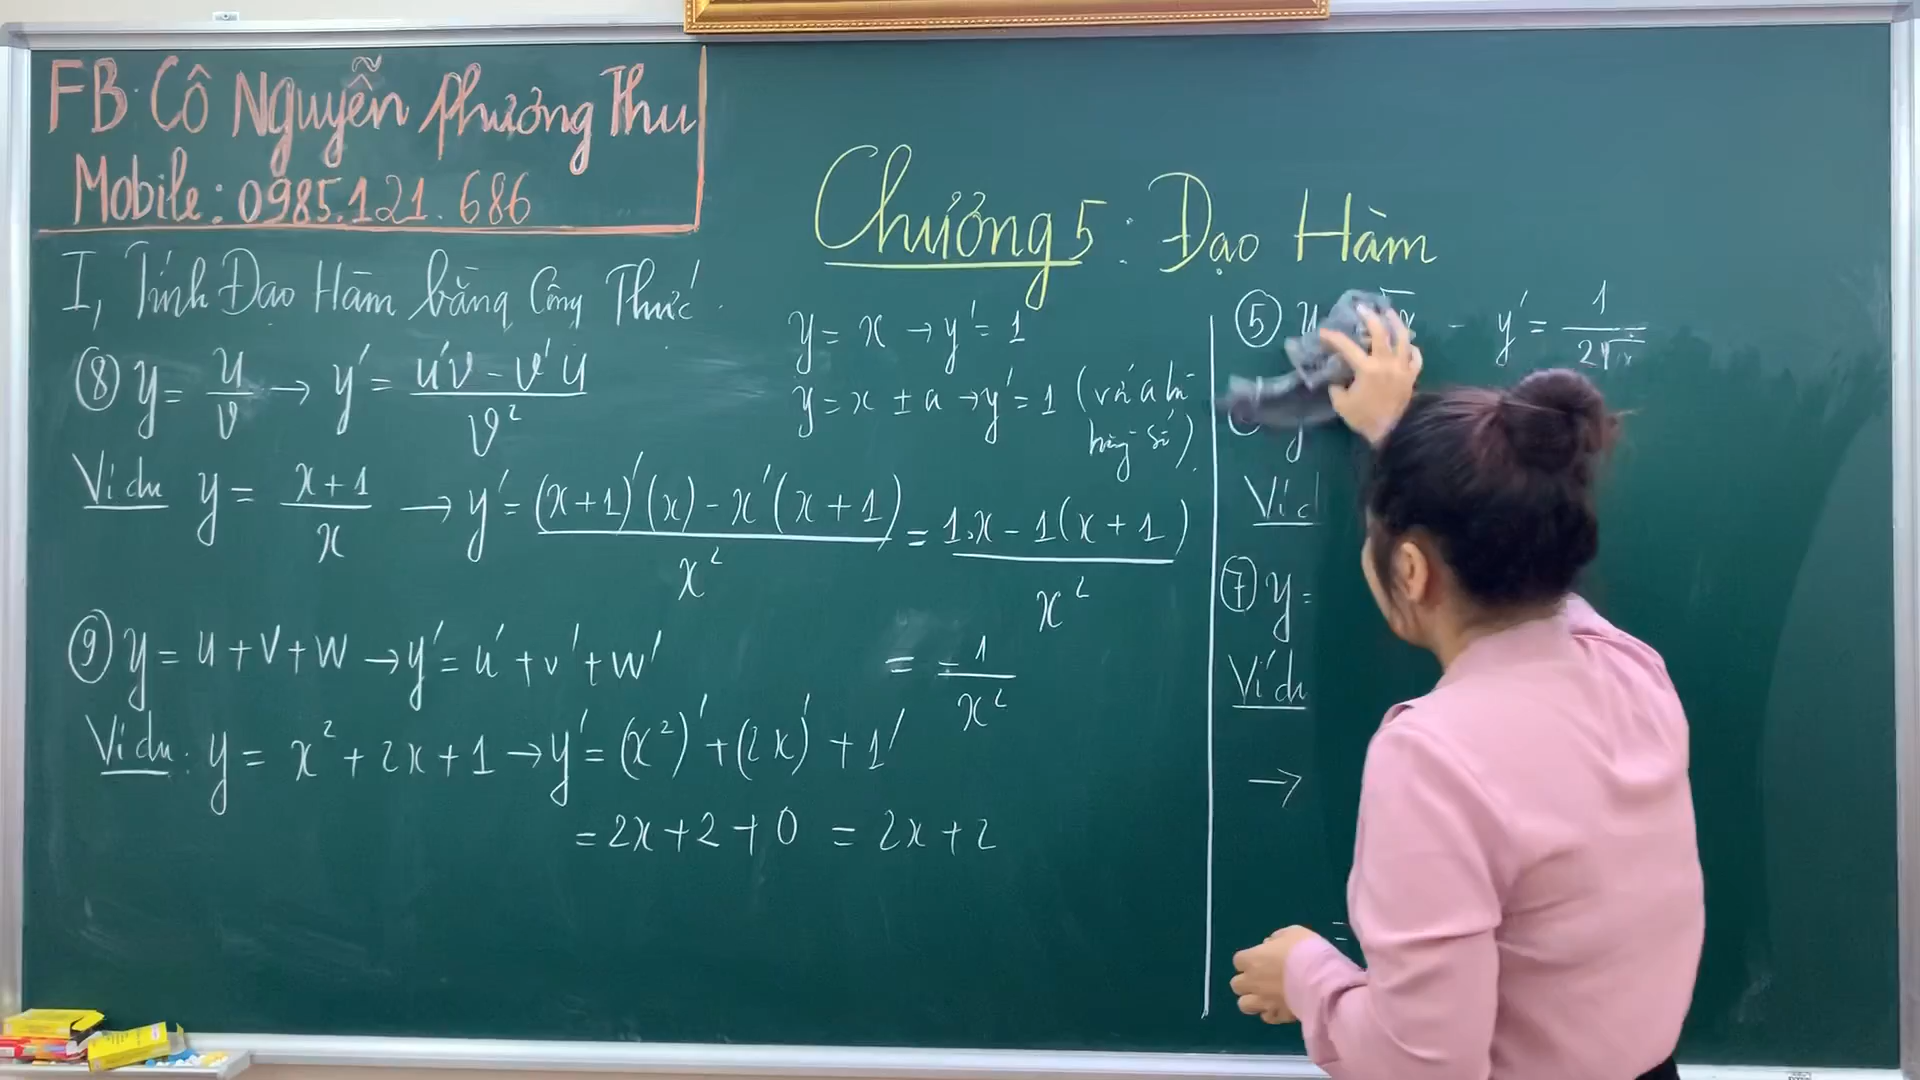 FB: Cô Nguyễn Phương Thu
Mobile: 0985.121.686
Chương 5: Đạo Hàm
I, Tính Đạo Hàm bằng Công Thức.
⑧ y = u/v → y' = (u'v - v'u)/v²
y = x → y' = 1
y = x ± a → y' = 1 (với a là
hằng số).
Ví dụ y = (x+1)/x → y' = ((x+1)'(x) - x'(x+1))/x² = (1.x - 1(x+1))/x²
= -1/x²
⑨ y = u + v + w → y' = u' + v' + w'
Ví dụ: y = x² + 2x + 1 → y' = (x²)' + (2x)' + 1'
= 2x + 2 + 0 = 2x + 2
⑤ y √x - y' = 1/(2√x)
y
Víd
⑦ y =
Ví dụ
→
=